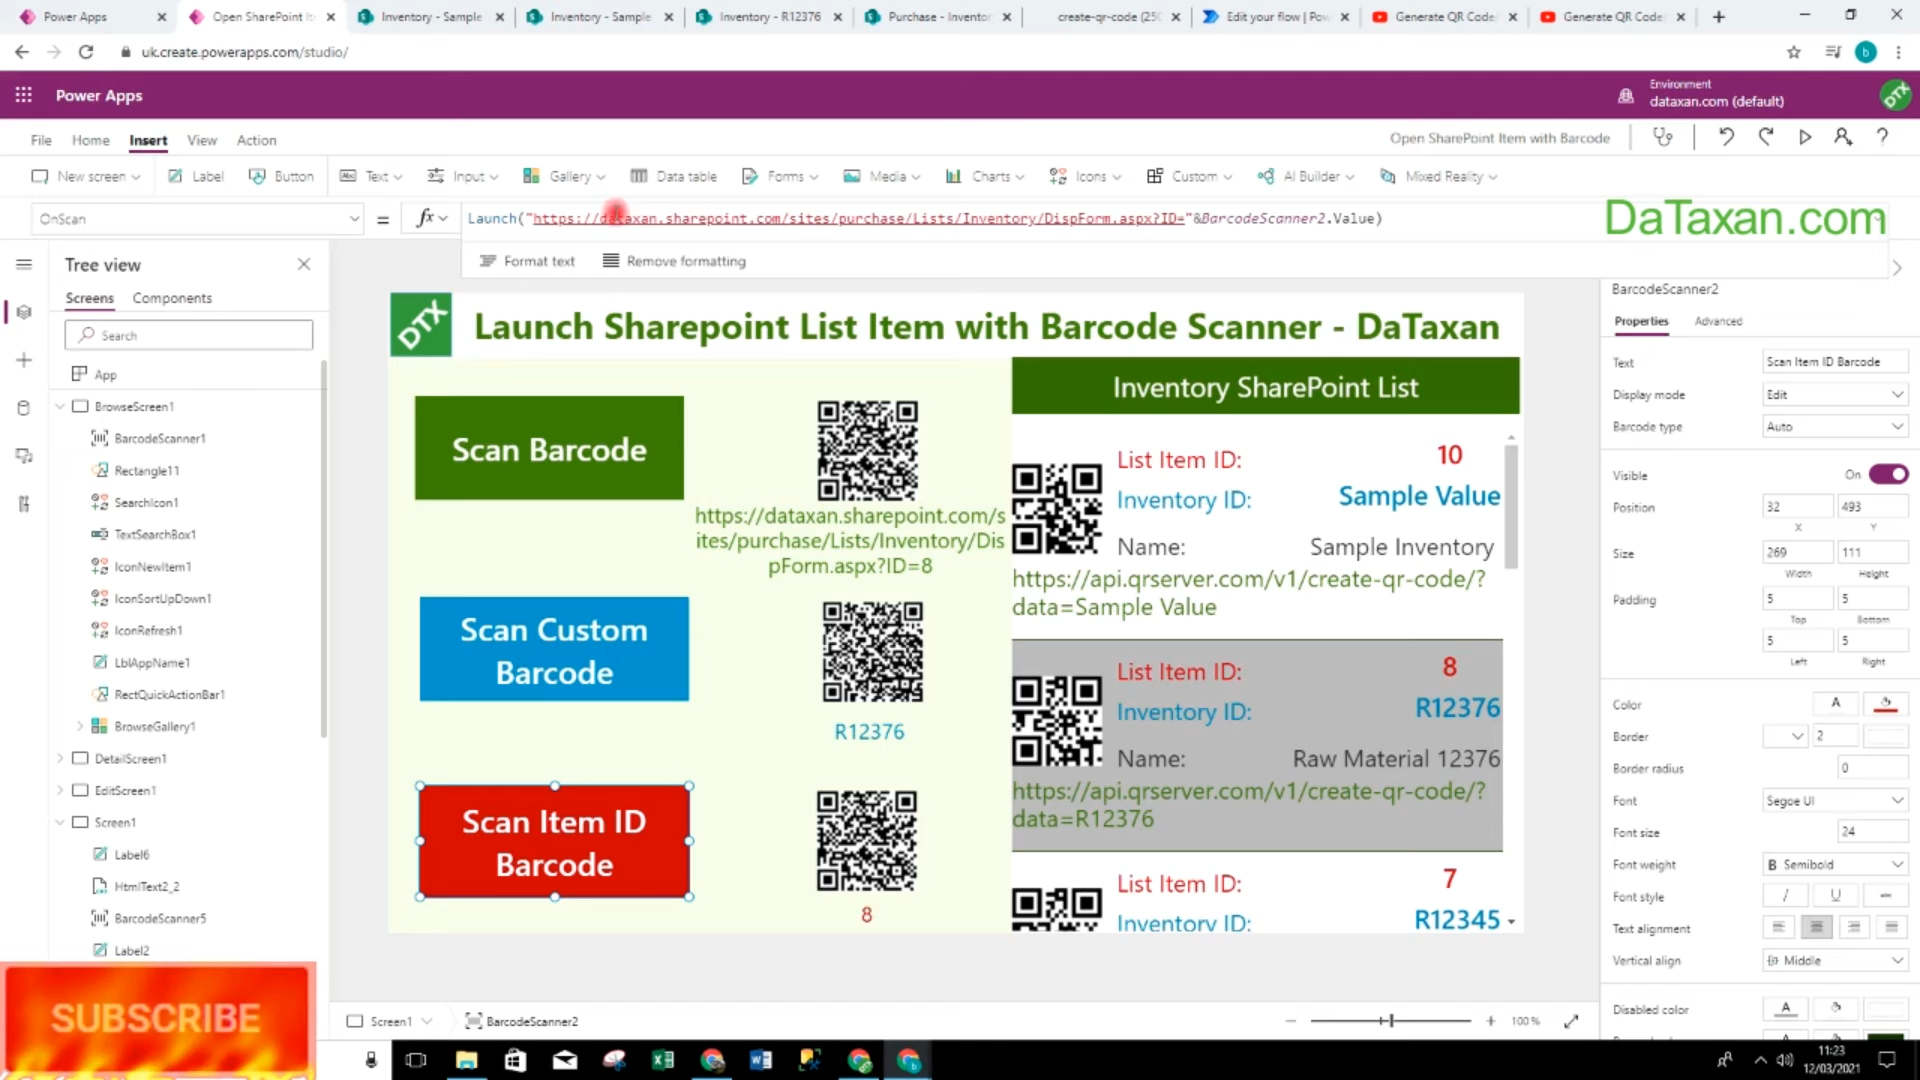 Power Apps
Open SharePoint It
Inventory - Sample
Inventory - Sample
Inventory - R12376
Purchase - Inventor
create-qr-code (250
Edit your flow | Pow
Generate QR Code
Generate QR Code
uk.create.powerapps.com/studio/
b
Power Apps
Environment
dataxan.com (default)
DTX
File
Home
Insert
View
Action
Open SharePoint Item with Barcode
New screen
Label
Button
Text
Input
Gallery
Data table
Forms
Media
Charts
Icons
Custom
AI Builder
Mixed Reality
OnScan
=
fx
Launch("https://dataxan.sharepoint.com/sites/purchase/Lists/Inventory/DispForm.aspx?ID="&BarcodeScanner2.Value)
DaTaxan.com
Format text
Remove formatting
Tree view
Screens
Components
Search
App
BrowseScreen1
BarcodeScanner1
Rectangle11
SearchIcon1
TextSearchBox1
IconNewItem1
IconSortUpDown1
IconRefresh1
LblAppName1
RectQuickActionBar1
BrowseGallery1
DetailScreen1
EditScreen1
Screen1
Label6
HtmlText2_2
BarcodeScanner5
Label2
SUBSCRIBE
DTX
Launch Sharepoint List Item with Barcode Scanner - DaTaxan
Scan Barcode
https://dataxan.sharepoint.com/s
ites/purchase/Lists/Inventory/Dis
pForm.aspx?ID=8
Scan Custom
Barcode
R12376
Scan Item ID
Barcode
8
Inventory SharePoint List
List Item ID:
10
Inventory ID:
Sample Value
Name:
Sample Inventory
https://api.qrserver.com/v1/create-qr-code/?
data=Sample Value
List Item ID:
8
Inventory ID:
R12376
Name:
Raw Material 12376
https://api.qrserver.com/v1/create-qr-code/?
data=R12376
List Item ID:
7
Inventory ID:
R12345
BarcodeScanner2
Properties
Advanced
Text
Scan Item ID Barcode
Display mode
Edit
Barcode type
Auto
Visible
On
Position
32
493
X
Y
Size
269
111
Width
Height
Padding
5
5
Top
Bottom
5
5
Left
Right
Color
A
Border
2
Border radius
0
Font
Segoe UI
Font size
24
Font weight
B Semibold
Font style
/
U
Text alignment
Vertical align
Middle
Disabled color
A
Screen1
BarcodeScanner2
100 %
11:23
12/03/2021